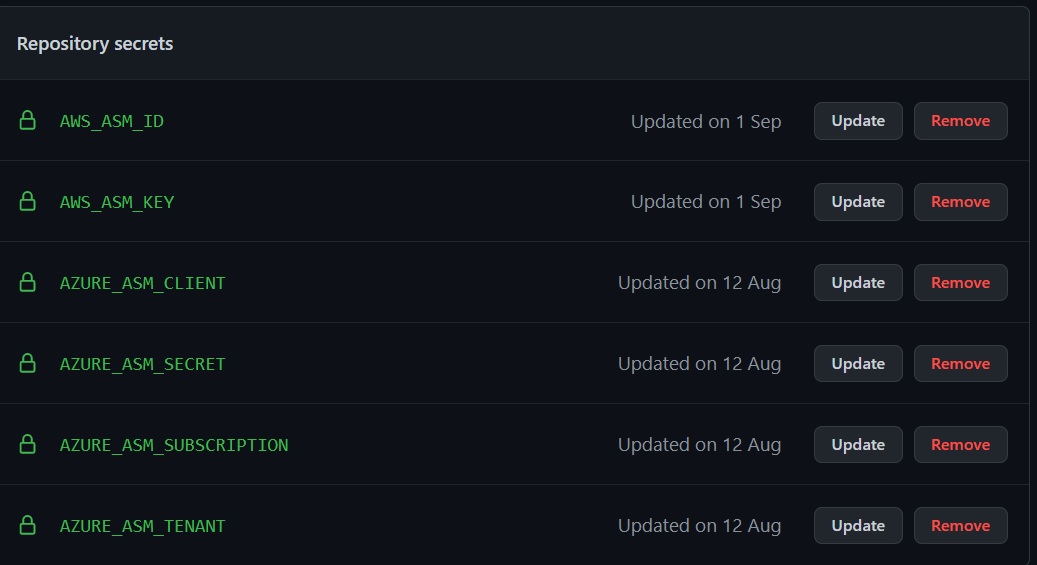 Repository secrets
AWS_ASM_ID Updated on 1 Sep Update Remove
AWS_ASM_KEY Updated on 1 Sep Update Remove
AZURE_ASM_CLIENT Updated on 12 Aug Update Remove
AZURE_ASM_SECRET Updated on 12 Aug Update Remove
AZURE_ASM_SUBSCRIPTION Updated on 12 Aug Update Remove
AZURE_ASM_TENANT Updated on 12 Aug Update Remove